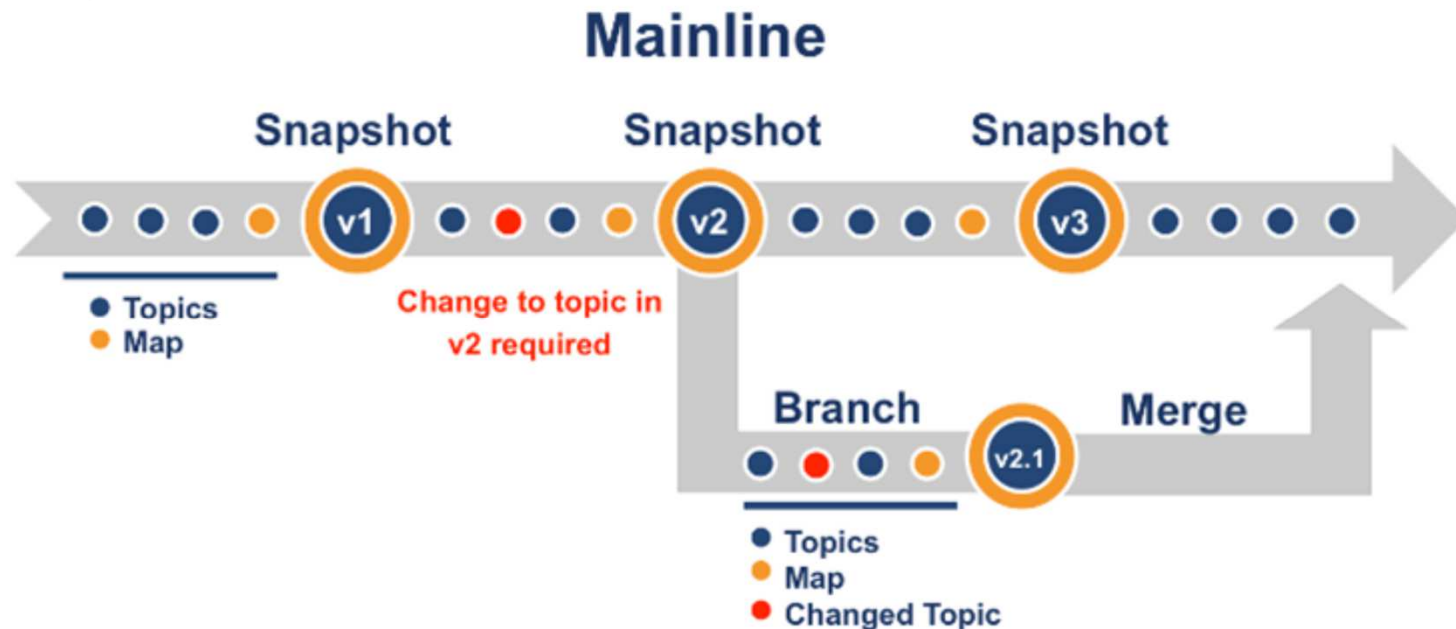 Mainline
Snapshot
Snapshot
Snapshot
v1
v2
v3
Topics
Map
Change to topic in
v2 required
Branch
Merge
v2.1
Topics
Map
Changed Topic